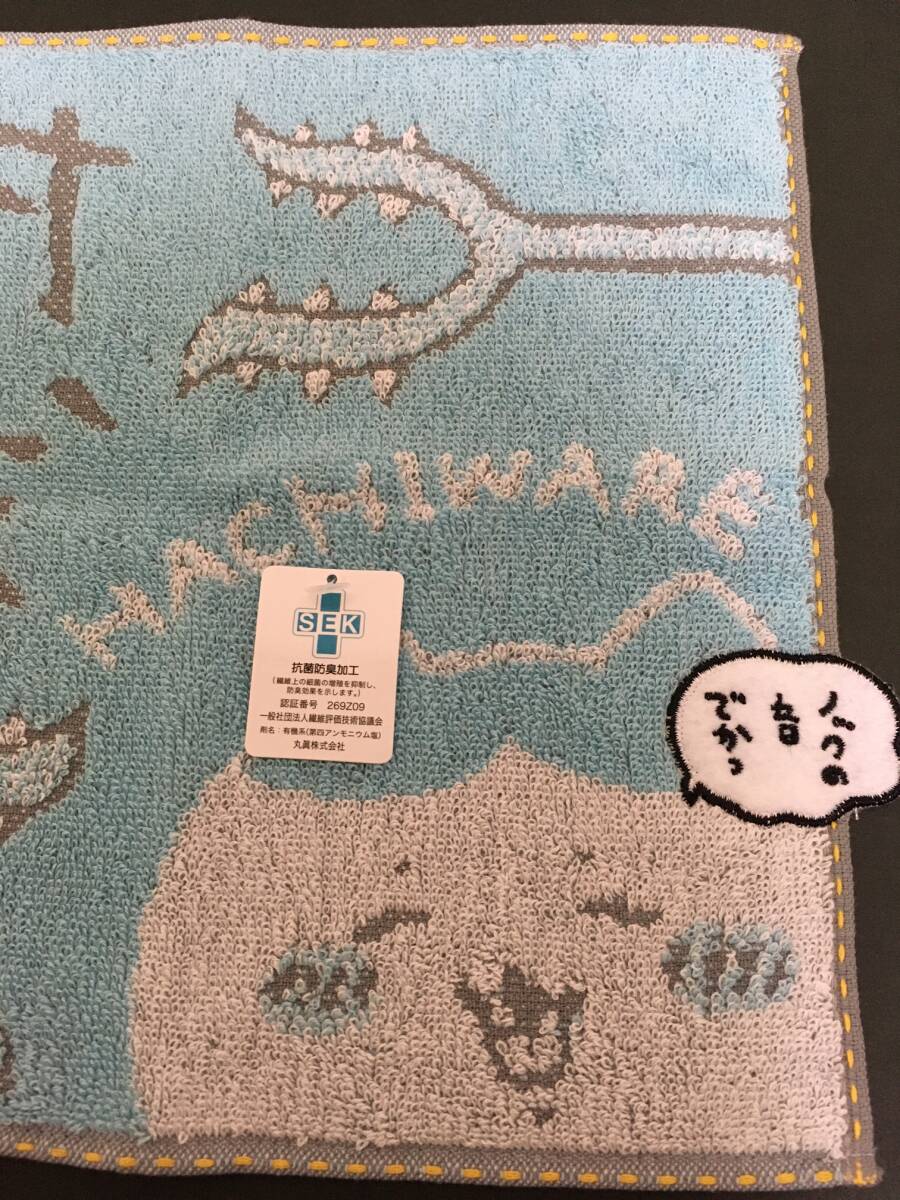 HACHIWARE
SEK
抗菌防臭加工
(繊維上の細菌の増殖を抑制し、
防臭効果を示します。)
認証番号 269Z09
一般社団法人繊維評価技術協議会
剤名：有機系(第四アンモニウム塩)
丸眞株式会社
ノックの
音
でかっ